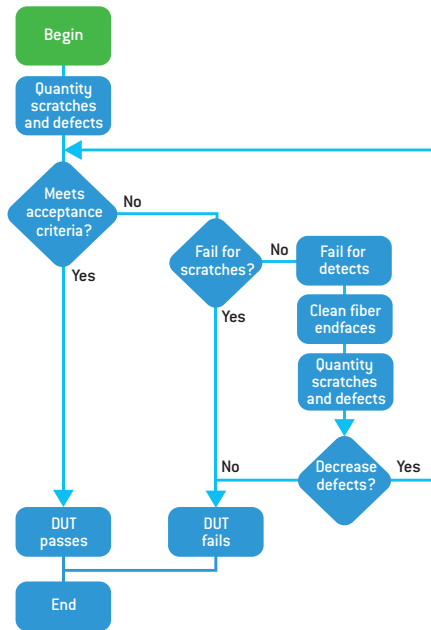 Begin
Quantity
scratches
and defects
Meets
acceptance
criteria?
No
Yes
Fail for
scratches?
No
Yes
Fail for
detects
Clean fiber
endfaces
Quantity
scratches
and defects
Decrease
defects?
No
Yes
DUT
passes
DUT
fails
End